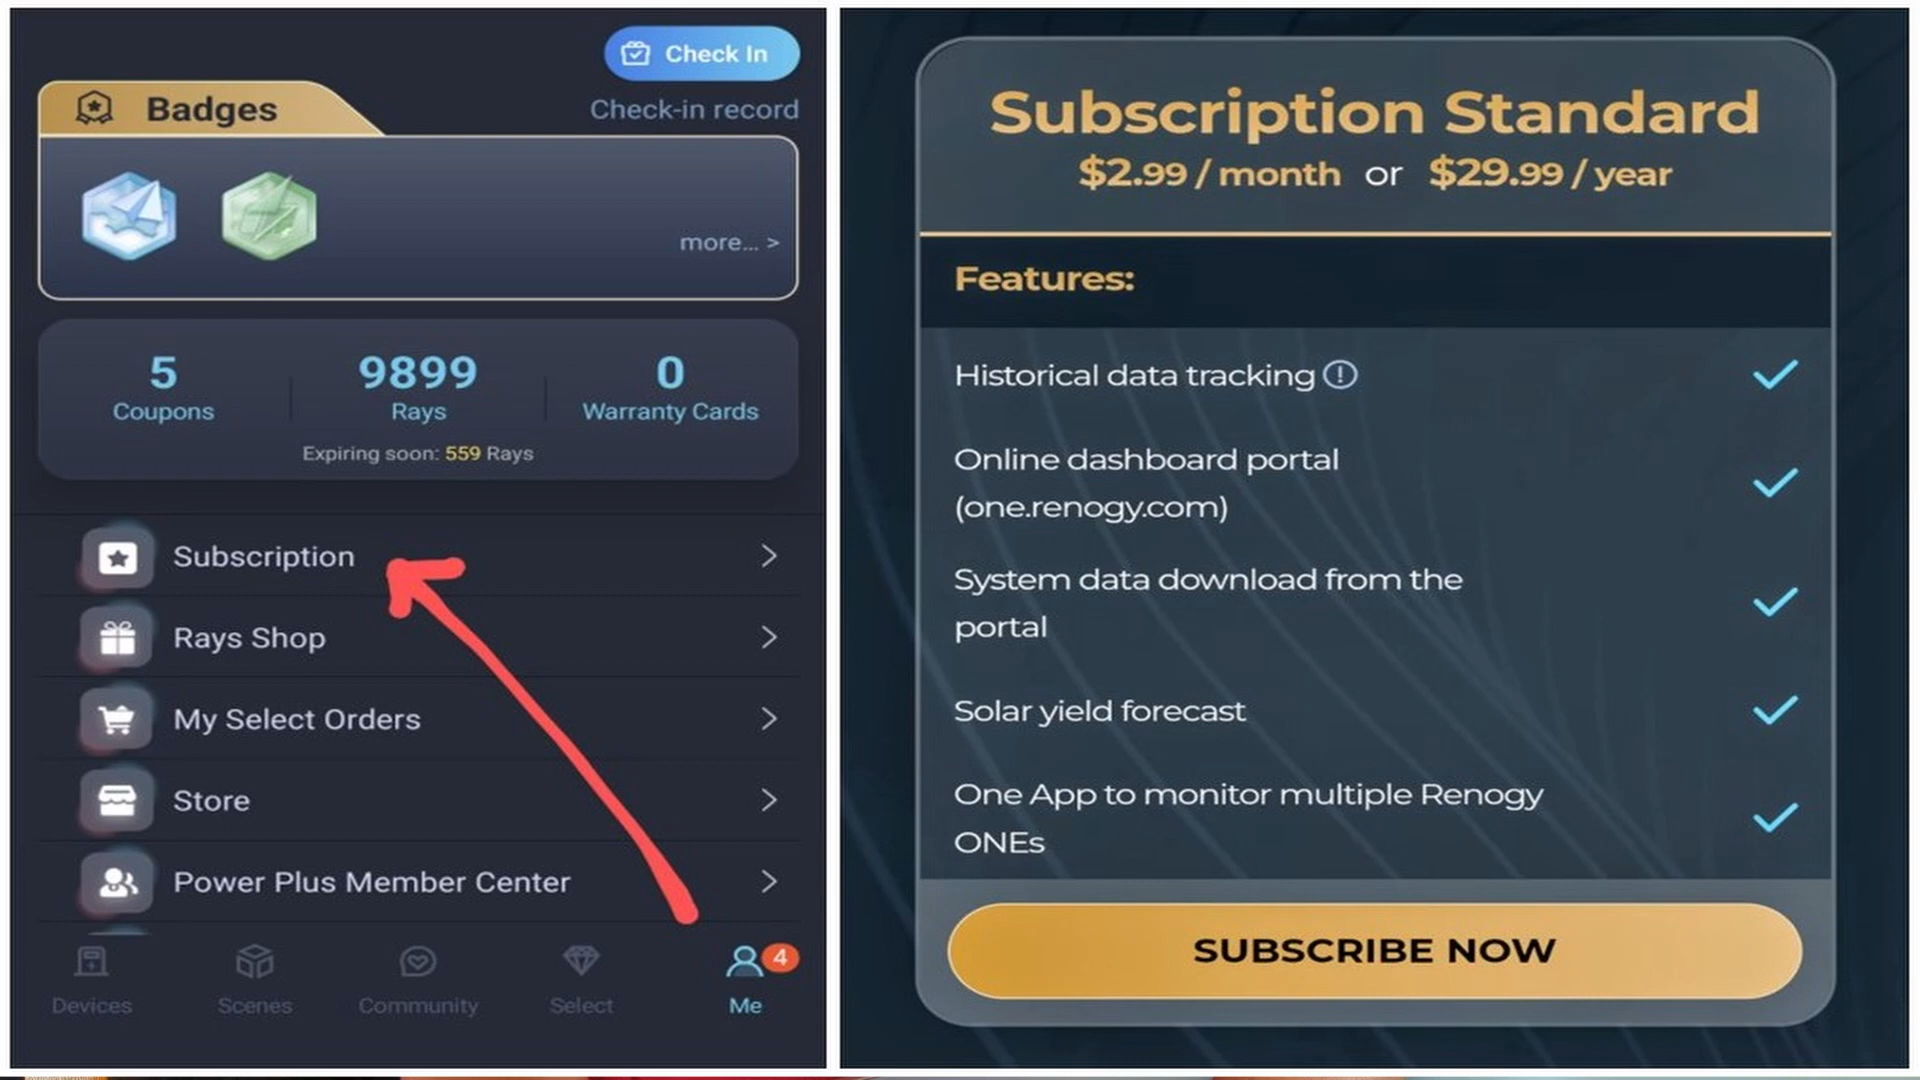 Check In
Badges
Check-in record
more... >
5
Coupons
9899
Rays
0
Warranty Cards
Expiring soon: 559 Rays
Subscription
Rays Shop
My Select Orders
Store
Power Plus Member Center
Devices
Scenes
Community
Select
4
Me
Subscription Standard
$2.99 / month or $29.99 / year
Features:
Historical data tracking
Online dashboard portal
(one.renogy.com)
System data download from the
portal
Solar yield forecast
One App to monitor multiple Renogy
ONEs
SUBSCRIBE NOW